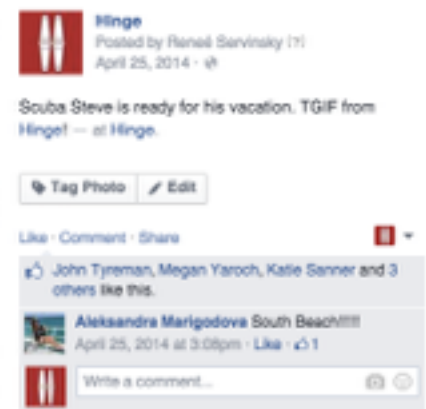 Hinge
Posted by Reneé Servinsky [?]
April 25, 2014 ·
Scuba Steve is ready for his vacation. TGIF from
Hinge! — at Hinge.
Tag Photo Edit
Like · Comment · Share
John Tyreman, Megan Yaroch, Katie Sanner and 3
others like this.
Aleksandra Marigodova South Beach!!!!!
April 25, 2014 at 3:08pm · Like · 1
Write a comment...